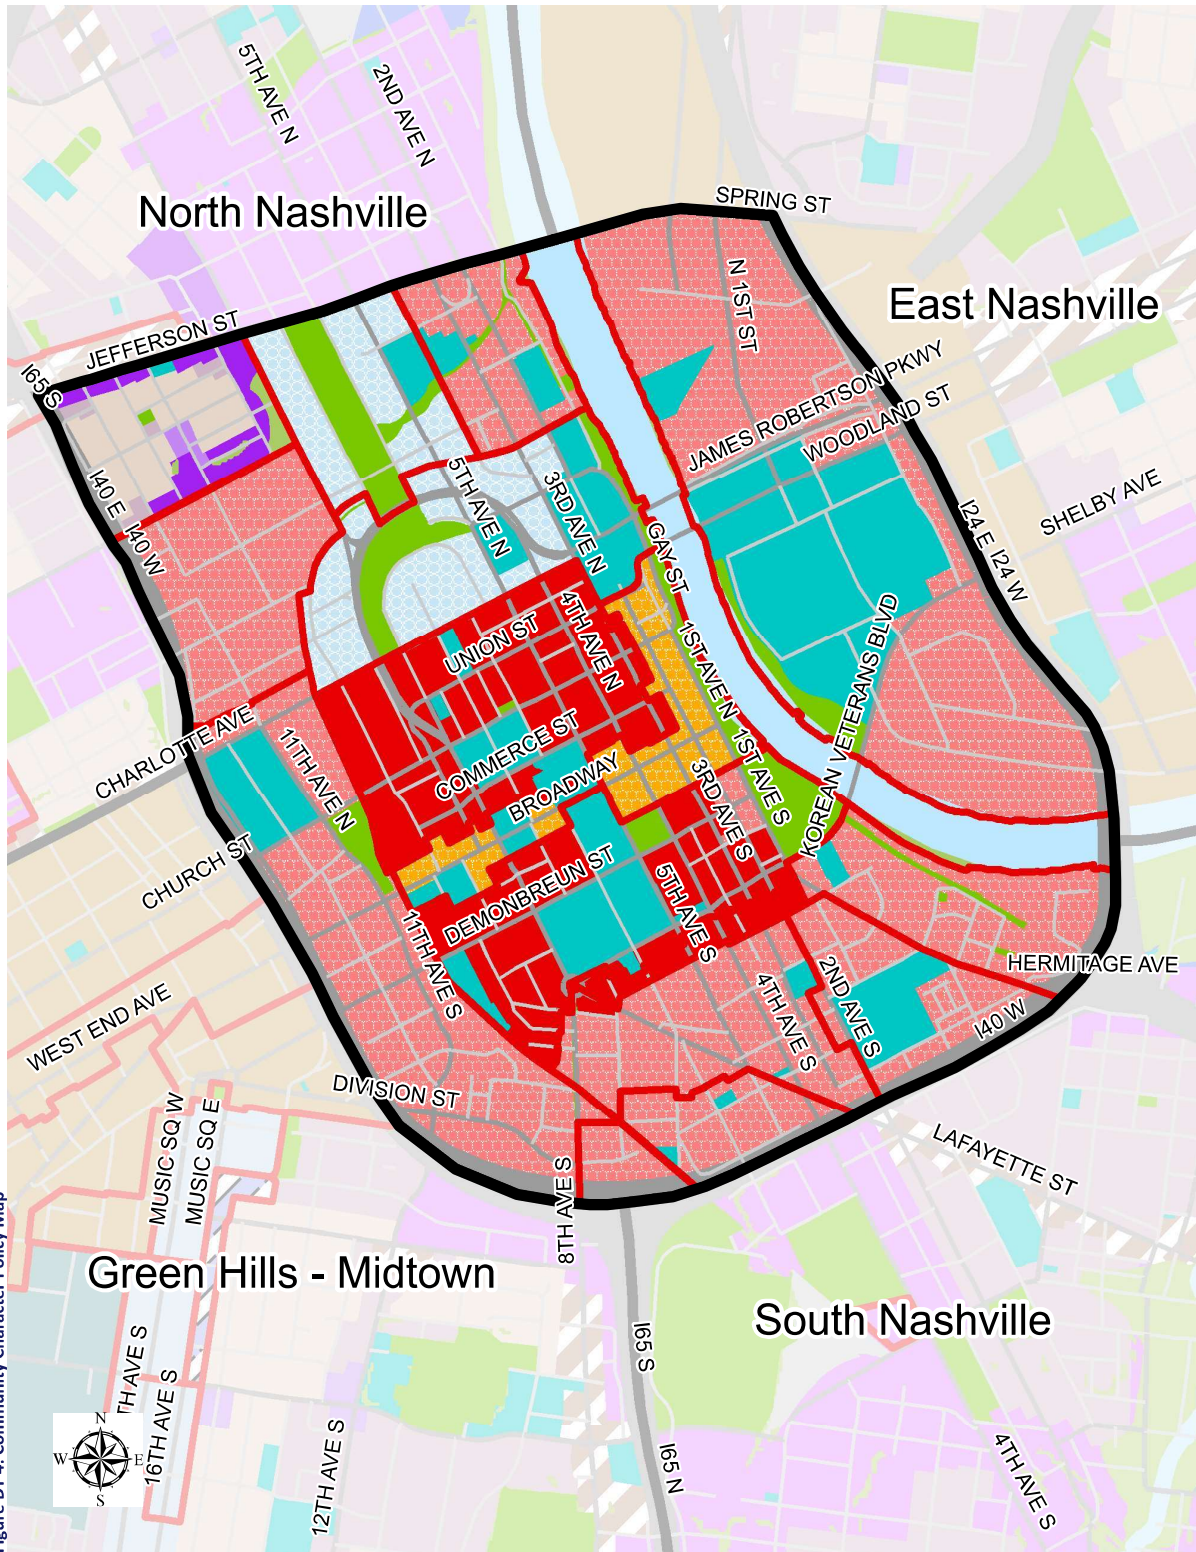 5TH AVE N
2ND AVE N
North Nashville
SPRING ST
N 1ST ST
East Nashville
JEFFERSON ST
I65 S
JAMES ROBERTSON PKWY
WOODLAND ST
I40 E
I40 W
5TH AVE N
3RD AVE N
GAY ST
SHELBY AVE
I24 E
I24 W
4TH AVE N
UNION ST
1ST AVE N
KOREAN VETERANS BLVD
CHARLOTTE AVE
11TH AVE N
COMMERCE ST
BROADWAY
1ST AVE S
3RD AVE S
CHURCH ST
DEMONBREUN ST
5TH AVE S
11TH AVE S
HERMITAGE AVE
2ND AVE S
4TH AVE S
I40 W
WEST END AVE
DIVISION ST
MUSIC SQ W
MUSIC SQ E
LAFAYETTE ST
8TH AVE S
Green Hills - Midtown
South Nashville
I65 S
TH AVE S
16TH AVE S
12TH AVE S
I65 N
4TH AVE S
N
W
E
S